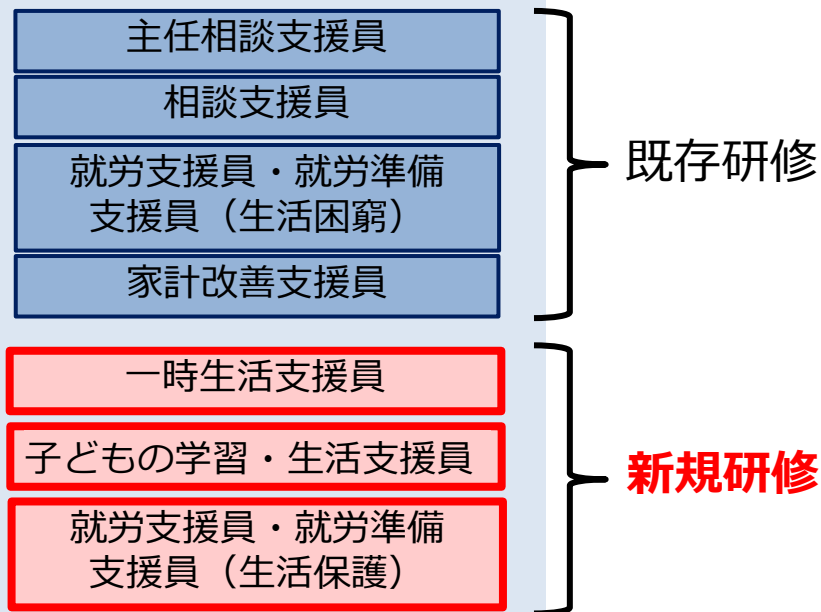 主任相談支援員
相談支援員
就労支援員・就労準備
支援員（生活困窮）
家計改善支援員
既存研修
一時生活支援員
子どもの学習・生活支援員
就労支援員・就労準備
支援員（生活保護）
新規研修